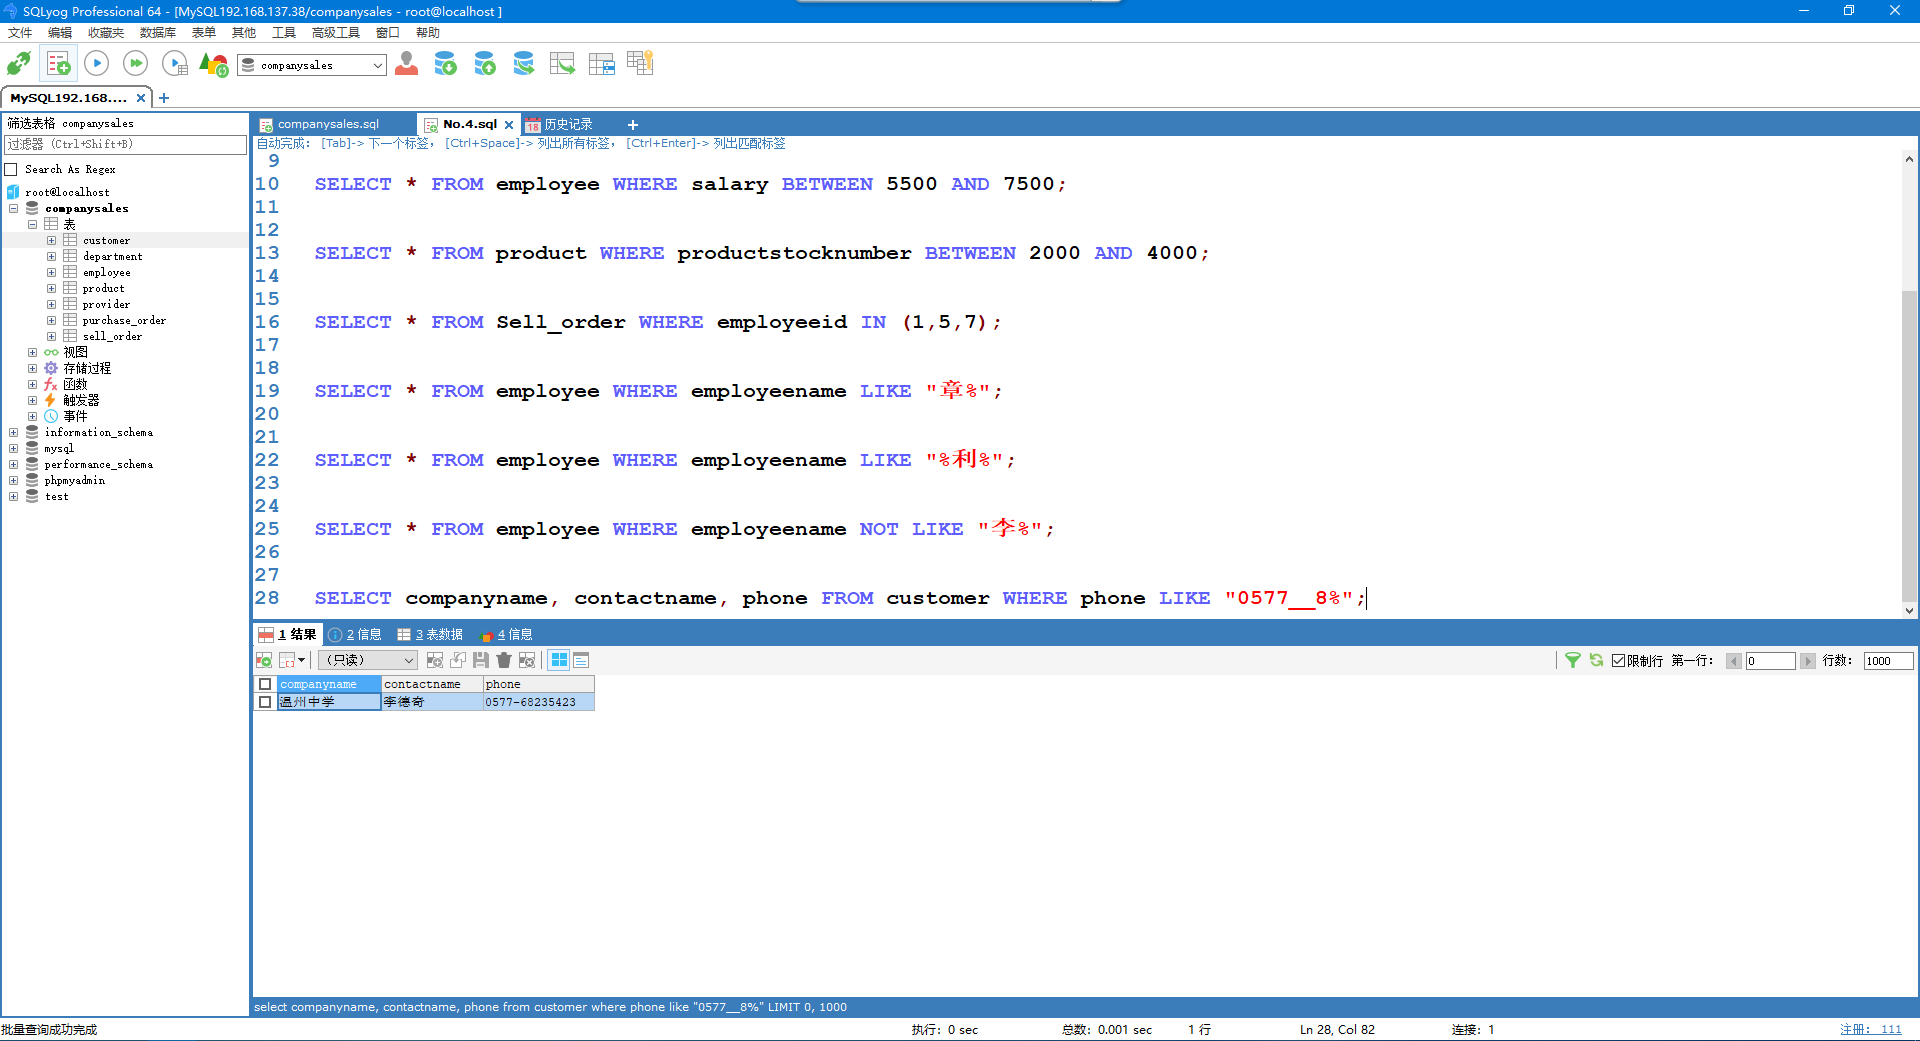 SQLyog Professional 64 - [MySQL192.168.137.38/companysales - root@localhost ]
文件 编辑 收藏夹 数据库 表单 其他 工具 高级工具 窗口 帮助
companysales
MySQL192.168.... +
筛选表格 companysales
过滤器 (Ctrl+Shift+B)
Search As Regex
root@localhost
companysales
表
customer
department
employee
product
provider
purchase_order
sell_order
视图
存储过程
函数
触发器
事件
information_schema
mysql
performance_schema
phpmyadmin
test
companysales.sql No.4.sql 18 历史记录 +
自动完成: [Tab]-> 下一个标签, [Ctrl+Space]-> 列出所有标签, [Ctrl+Enter]-> 列出匹配标签
9
10 SELECT * FROM employee WHERE salary BETWEEN 5500 AND 7500;
11
12
13 SELECT * FROM product WHERE productstocknumber BETWEEN 2000 AND 4000;
14
15
16 SELECT * FROM Sell_order WHERE employeeid IN (1,5,7);
17
18
19 SELECT * FROM employee WHERE employeename LIKE "章%";
20
21
22 SELECT * FROM employee WHERE employeename LIKE "%利%";
23
24
25 SELECT * FROM employee WHERE employeename NOT LIKE "李%";
26
27
28 SELECT companyname, contactname, phone FROM customer WHERE phone LIKE "0577__8%";
1 结果 2 信息 3 表数据 4 信息
(只读) 限制行 第一行: 0 行数: 1000
companyname contactname phone
温州中学 李德奇 0577-68235423
select companyname, contactname, phone from customer where phone like "0577__8%" LIMIT 0, 1000
批量查询成功完成 执行: 0 sec 总数: 0.001 sec 1 行 Ln 28, Col 82 连接: 1 注册: 111